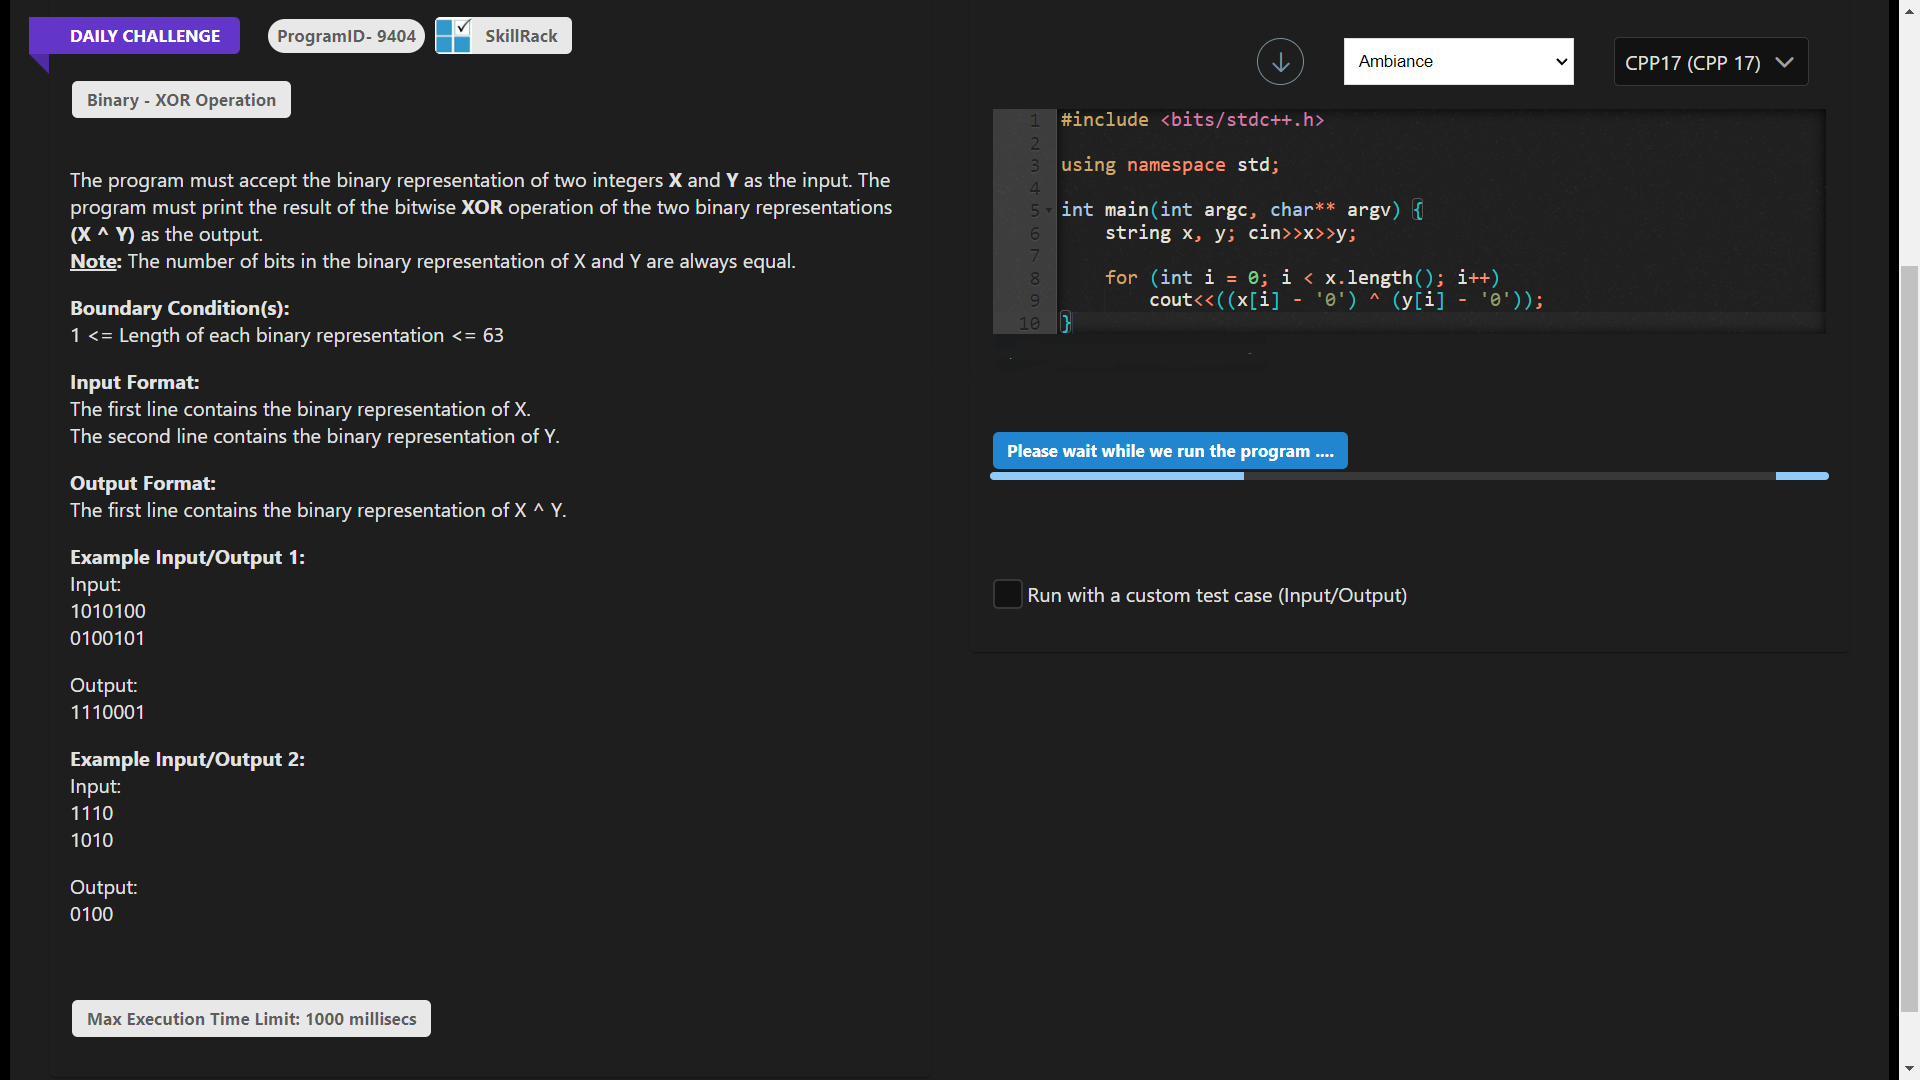 DAILY CHALLENGE
ProgramID- 9404
SkillRack
Binary - XOR Operation
The program must accept the binary representation of two integers X and Y as the input. The
program must print the result of the bitwise XOR operation of the two binary representations
(X ^ Y) as the output.
Note: The number of bits in the binary representation of X and Y are always equal.
Boundary Condition(s):
1 <= Length of each binary representation <= 63
Input Format:
The first line contains the binary representation of X.
The second line contains the binary representation of Y.
Output Format:
The first line contains the binary representation of X ^ Y.
Example Input/Output 1:
Input:
1010100
0100101
Output:
1110001
Example Input/Output 2:
Input:
1110
1010
Output:
0100
Max Execution Time Limit: 1000 millisecs
Ambiance
CPP17 (CPP 17)
1 #include <bits/stdc++.h>
2
3 using namespace std;
4
5 int main(int argc, char** argv) {
6     string x, y; cin>>x>>y;
7
8     for (int i = 0; i < x.length(); i++)
9         cout<<((x[i] - '0') ^ (y[i] - '0'));
10 }
Please wait while we run the program ....
Run with a custom test case (Input/Output)